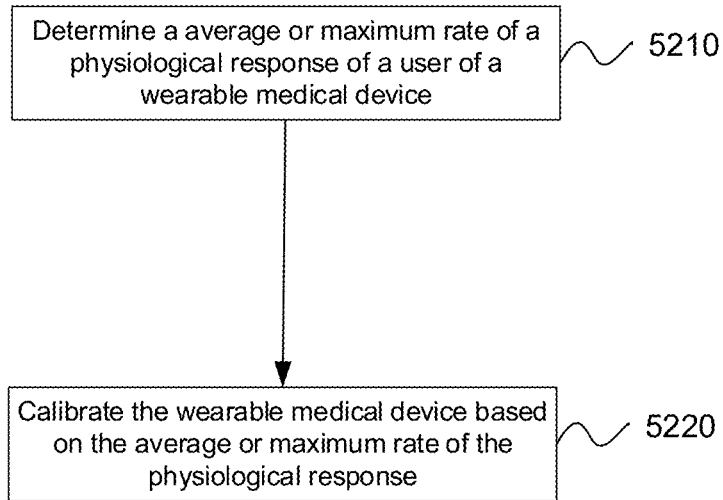 Determine a average or maximum rate of a
physiological response of a user of a
wearable medical device
5210
Calibrate the wearable medical device based
on the average or maximum rate of the
physiological response
5220